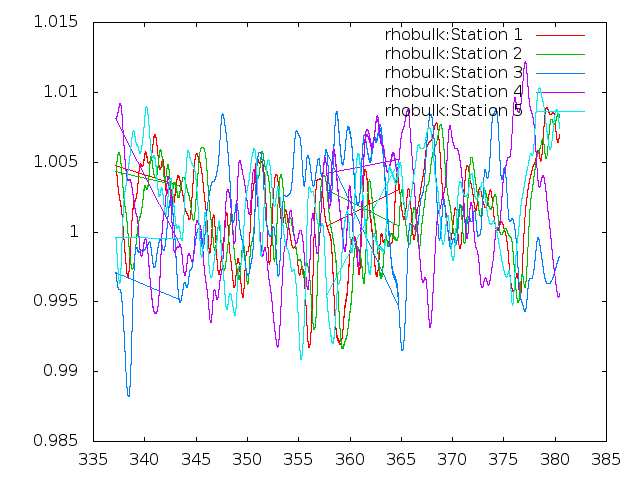 1.015
1.01
1.005
1
0.995
0.99
0.985
335 340 345 350 355 360 365 370 375 380 385
rhobulk:Station 1
rhobulk:Station 2
rhobulk:Station 3
rhobulk:Station 4
rhobulk:Station 5